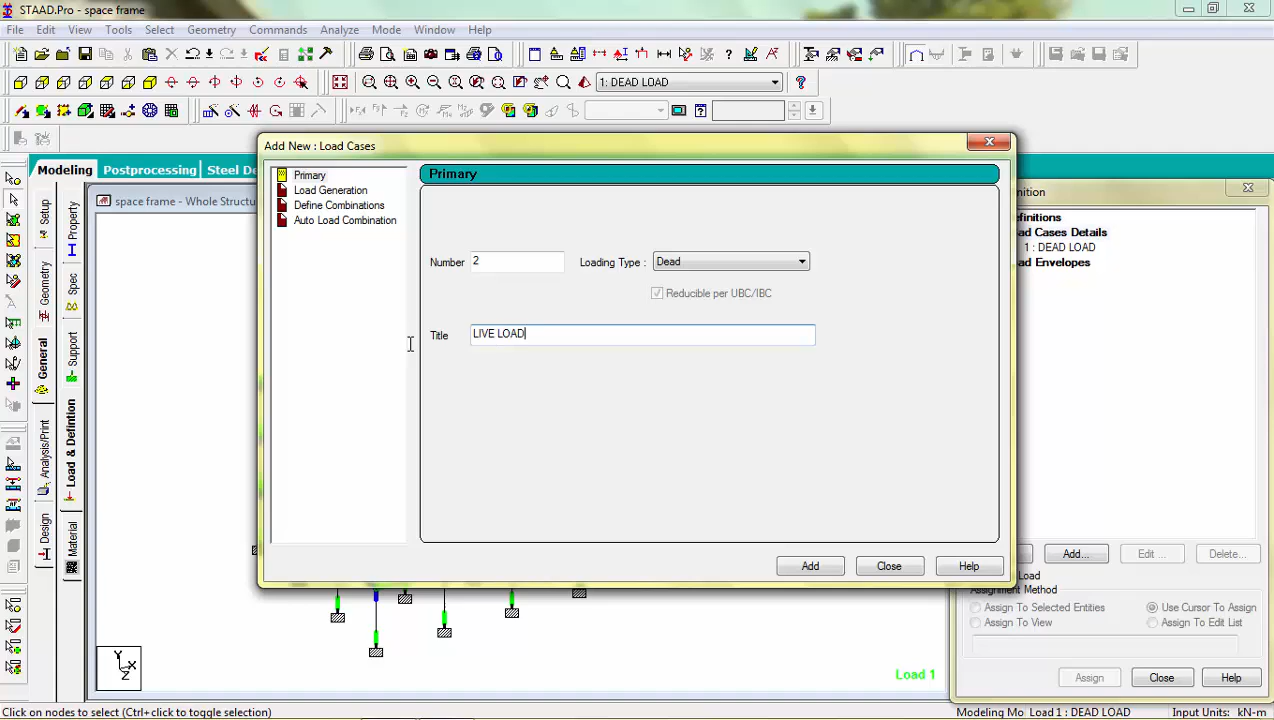 STAAD.Pro - space frame
File Edit View Tools Select Geometry Commands Analyze Mode Window Help
1: DEAD LOAD
Modeling Postprocessing Steel De
space frame - Whole Structu
Setup
Geometry
General
Analysis/Print
Design
Property
Spec
Support
Load & Definition
Material
Add New : Load Cases
Primary
Load Generation
Define Combinations
Auto Load Combination
Primary
Number 2 Loading Type : Dead
Reducible per UBC/IBC
Title LIVE LOAD
Add Close Help
inition
efinitions
ad Cases Details
1 : DEAD LOAD
ad Envelopes
Add... Edit ... Delete...
Load
Assignment Method
Assign To Selected Entities Use Cursor To Assign
Assign To View Assign To Edit List
Assign Close Help
Y
X
Z
Load 1
Click on nodes to select (Ctrl+click to toggle selection) Modeling Mo Load 1 : DEAD LOAD Input Units: kN-m